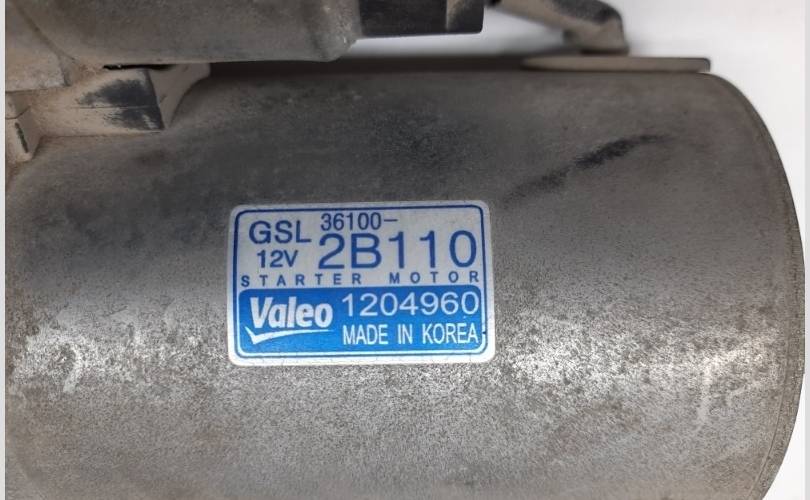 GSL 36100-
12V 2B110
STARTER MOTOR
Valeo 1204960
MADE IN KOREA